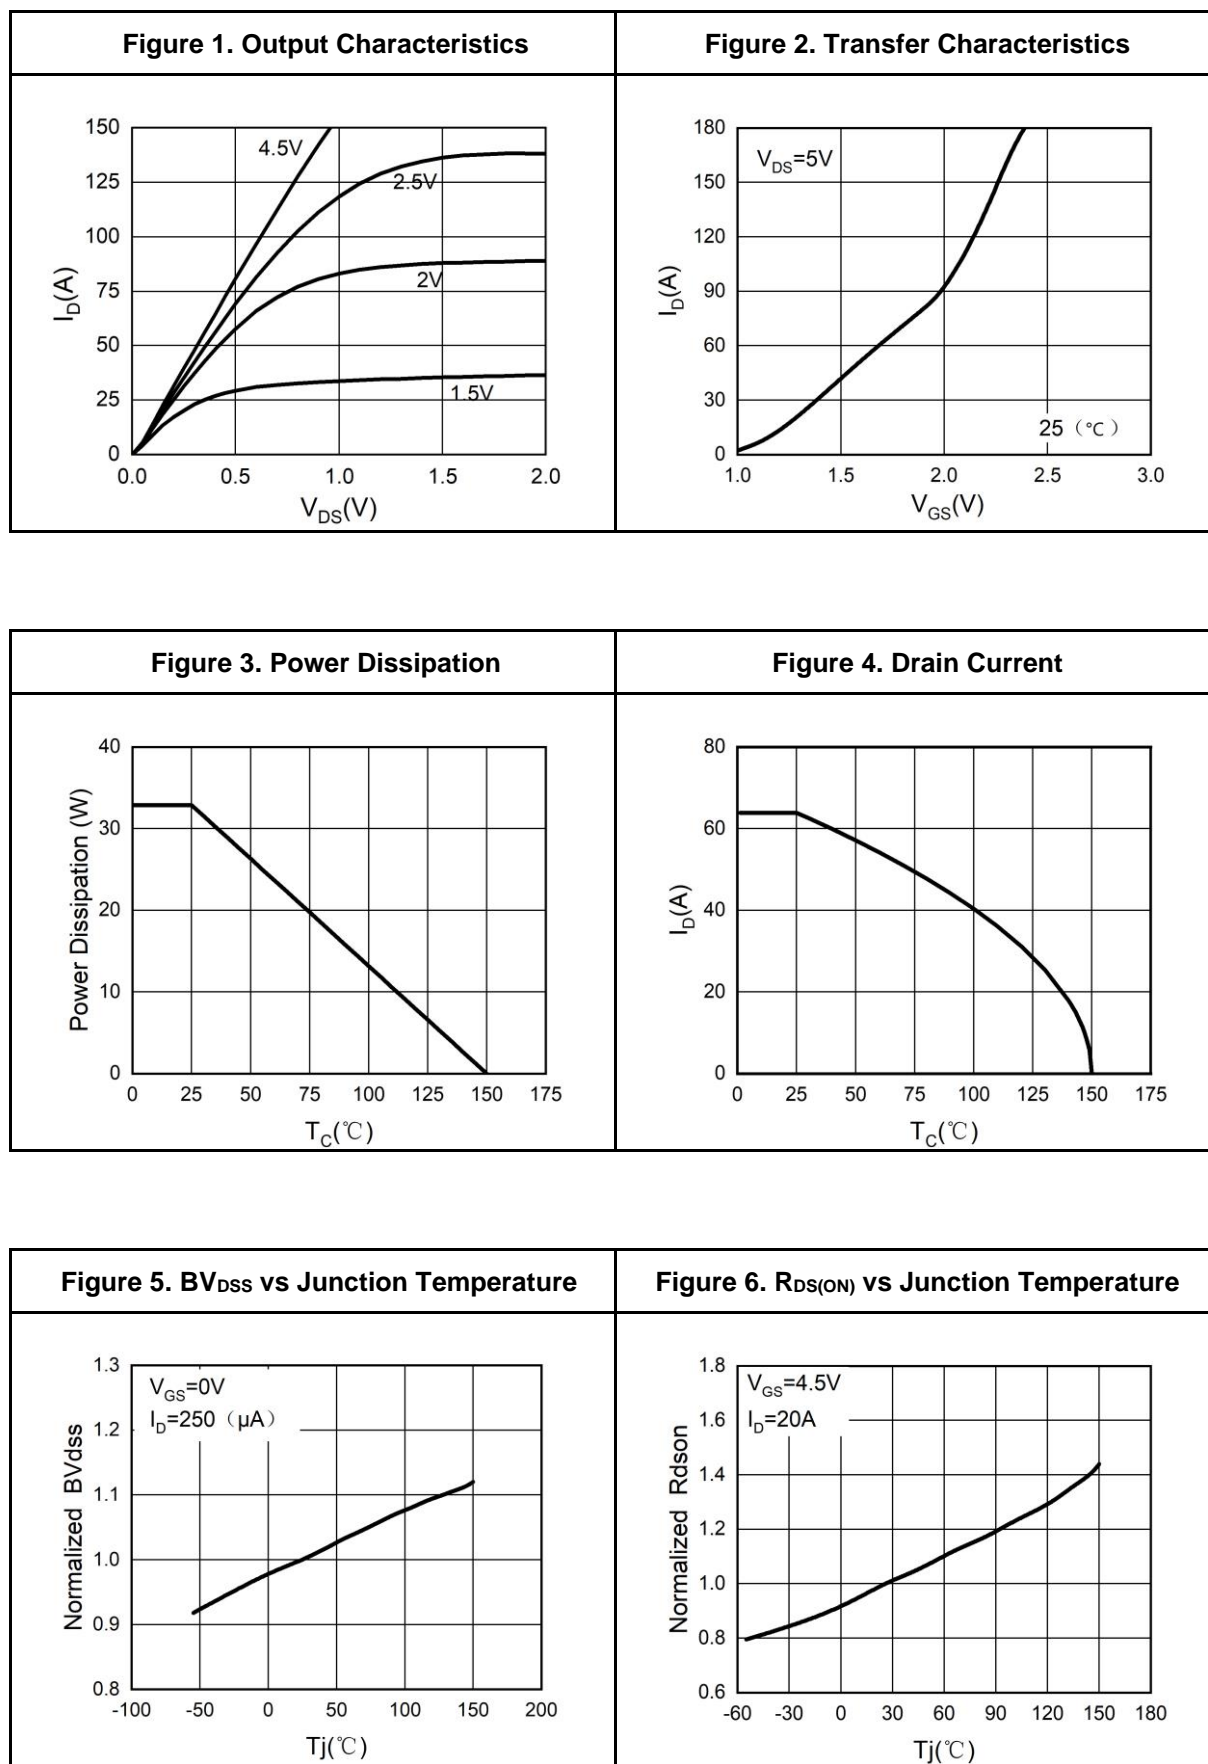 Figure 1. Output Characteristics
Figure 2. Transfer Characteristics
150
125
100
75
50
25
0
I_D(A)
4.5V
2.5V
2V
1.5V
0.0 0.5 1.0 1.5 2.0
V_DS(V)
180
150
120
90
60
30
0
I_D(A)
V_DS=5V
25（℃）
1.0 1.5 2.0 2.5 3.0
V_GS(V)
Figure 3. Power Dissipation
Figure 4. Drain Current
40
30
20
10
0
Power Dissipation (W)
0 25 50 75 100 125 150 175
T_C(℃)
80
60
40
20
0
I_D(A)
0 25 50 75 100 125 150 175
T_C(℃)
Figure 5. BV_DSS vs Junction Temperature
Figure 6. R_DS(ON) vs Junction Temperature
1.3
1.2
1.1
1.0
0.9
0.8
Normalized BVdss
V_GS=0V
I_D=250（μA）
-100 -50 0 50 100 150 200
Tj(℃)
1.8
1.6
1.4
1.2
1.0
0.8
0.6
Normalized Rdson
V_GS=4.5V
I_D=20A
-60 -30 0 30 60 90 120 150 180
Tj(℃)